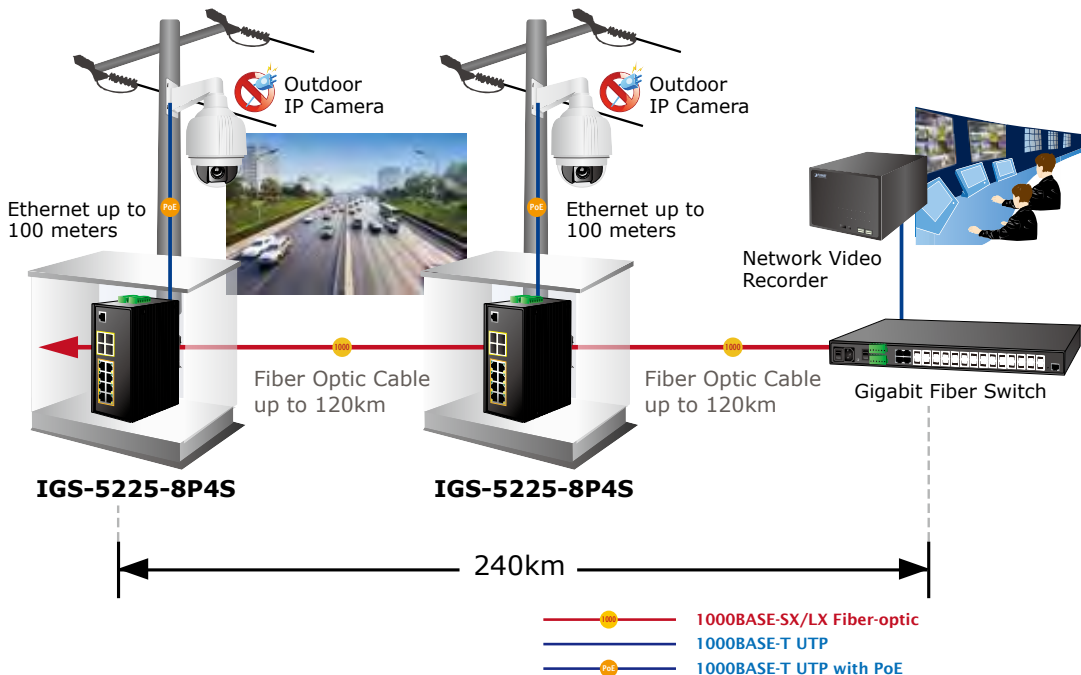 Outdoor
IP Camera
Outdoor
IP Camera
Ethernet up to
100 meters
PoE
PoE
Ethernet up to
100 meters
Network Video
Recorder
1000
1000
Fiber Optic Cable
up to 120km
Fiber Optic Cable
up to 120km
Gigabit Fiber Switch
IGS-5225-8P4S
IGS-5225-8P4S
240km
1000
1000BASE-SX/LX Fiber-optic
1000BASE-T UTP
PoE
1000BASE-T UTP with PoE